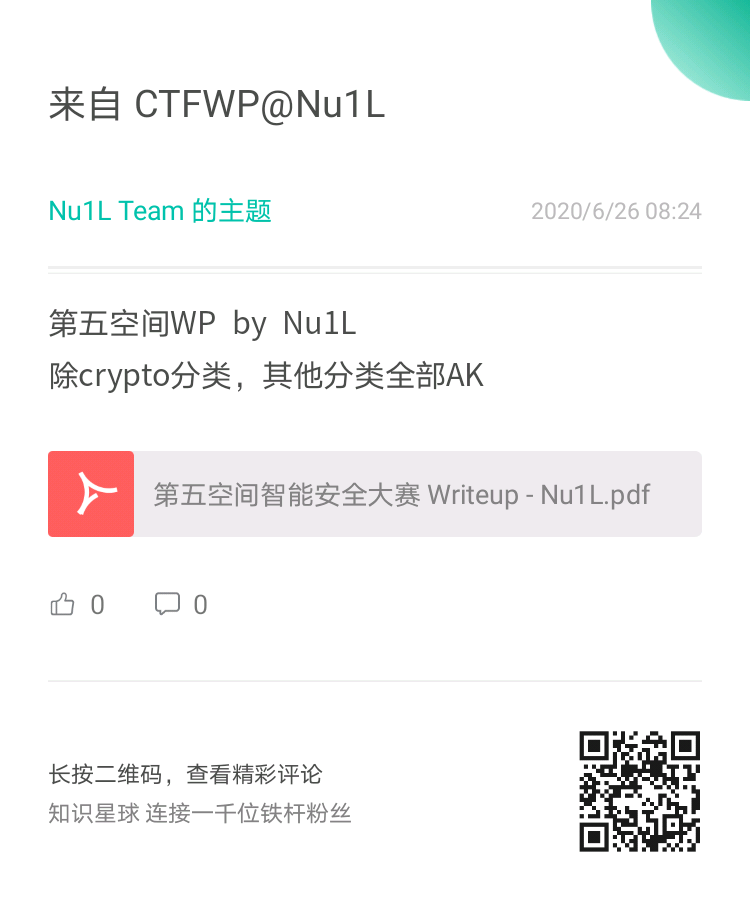 来自 CTFWP@Nu1L
Nu1L Team 的主题
2020/6/26 08:24
第五空间WP by Nu1L
除crypto分类，其他分类全部AK
第五空间智能安全大赛 Writeup - Nu1L.pdf
0 0
长按二维码，查看精彩评论
知识星球 连接一千位铁杆粉丝